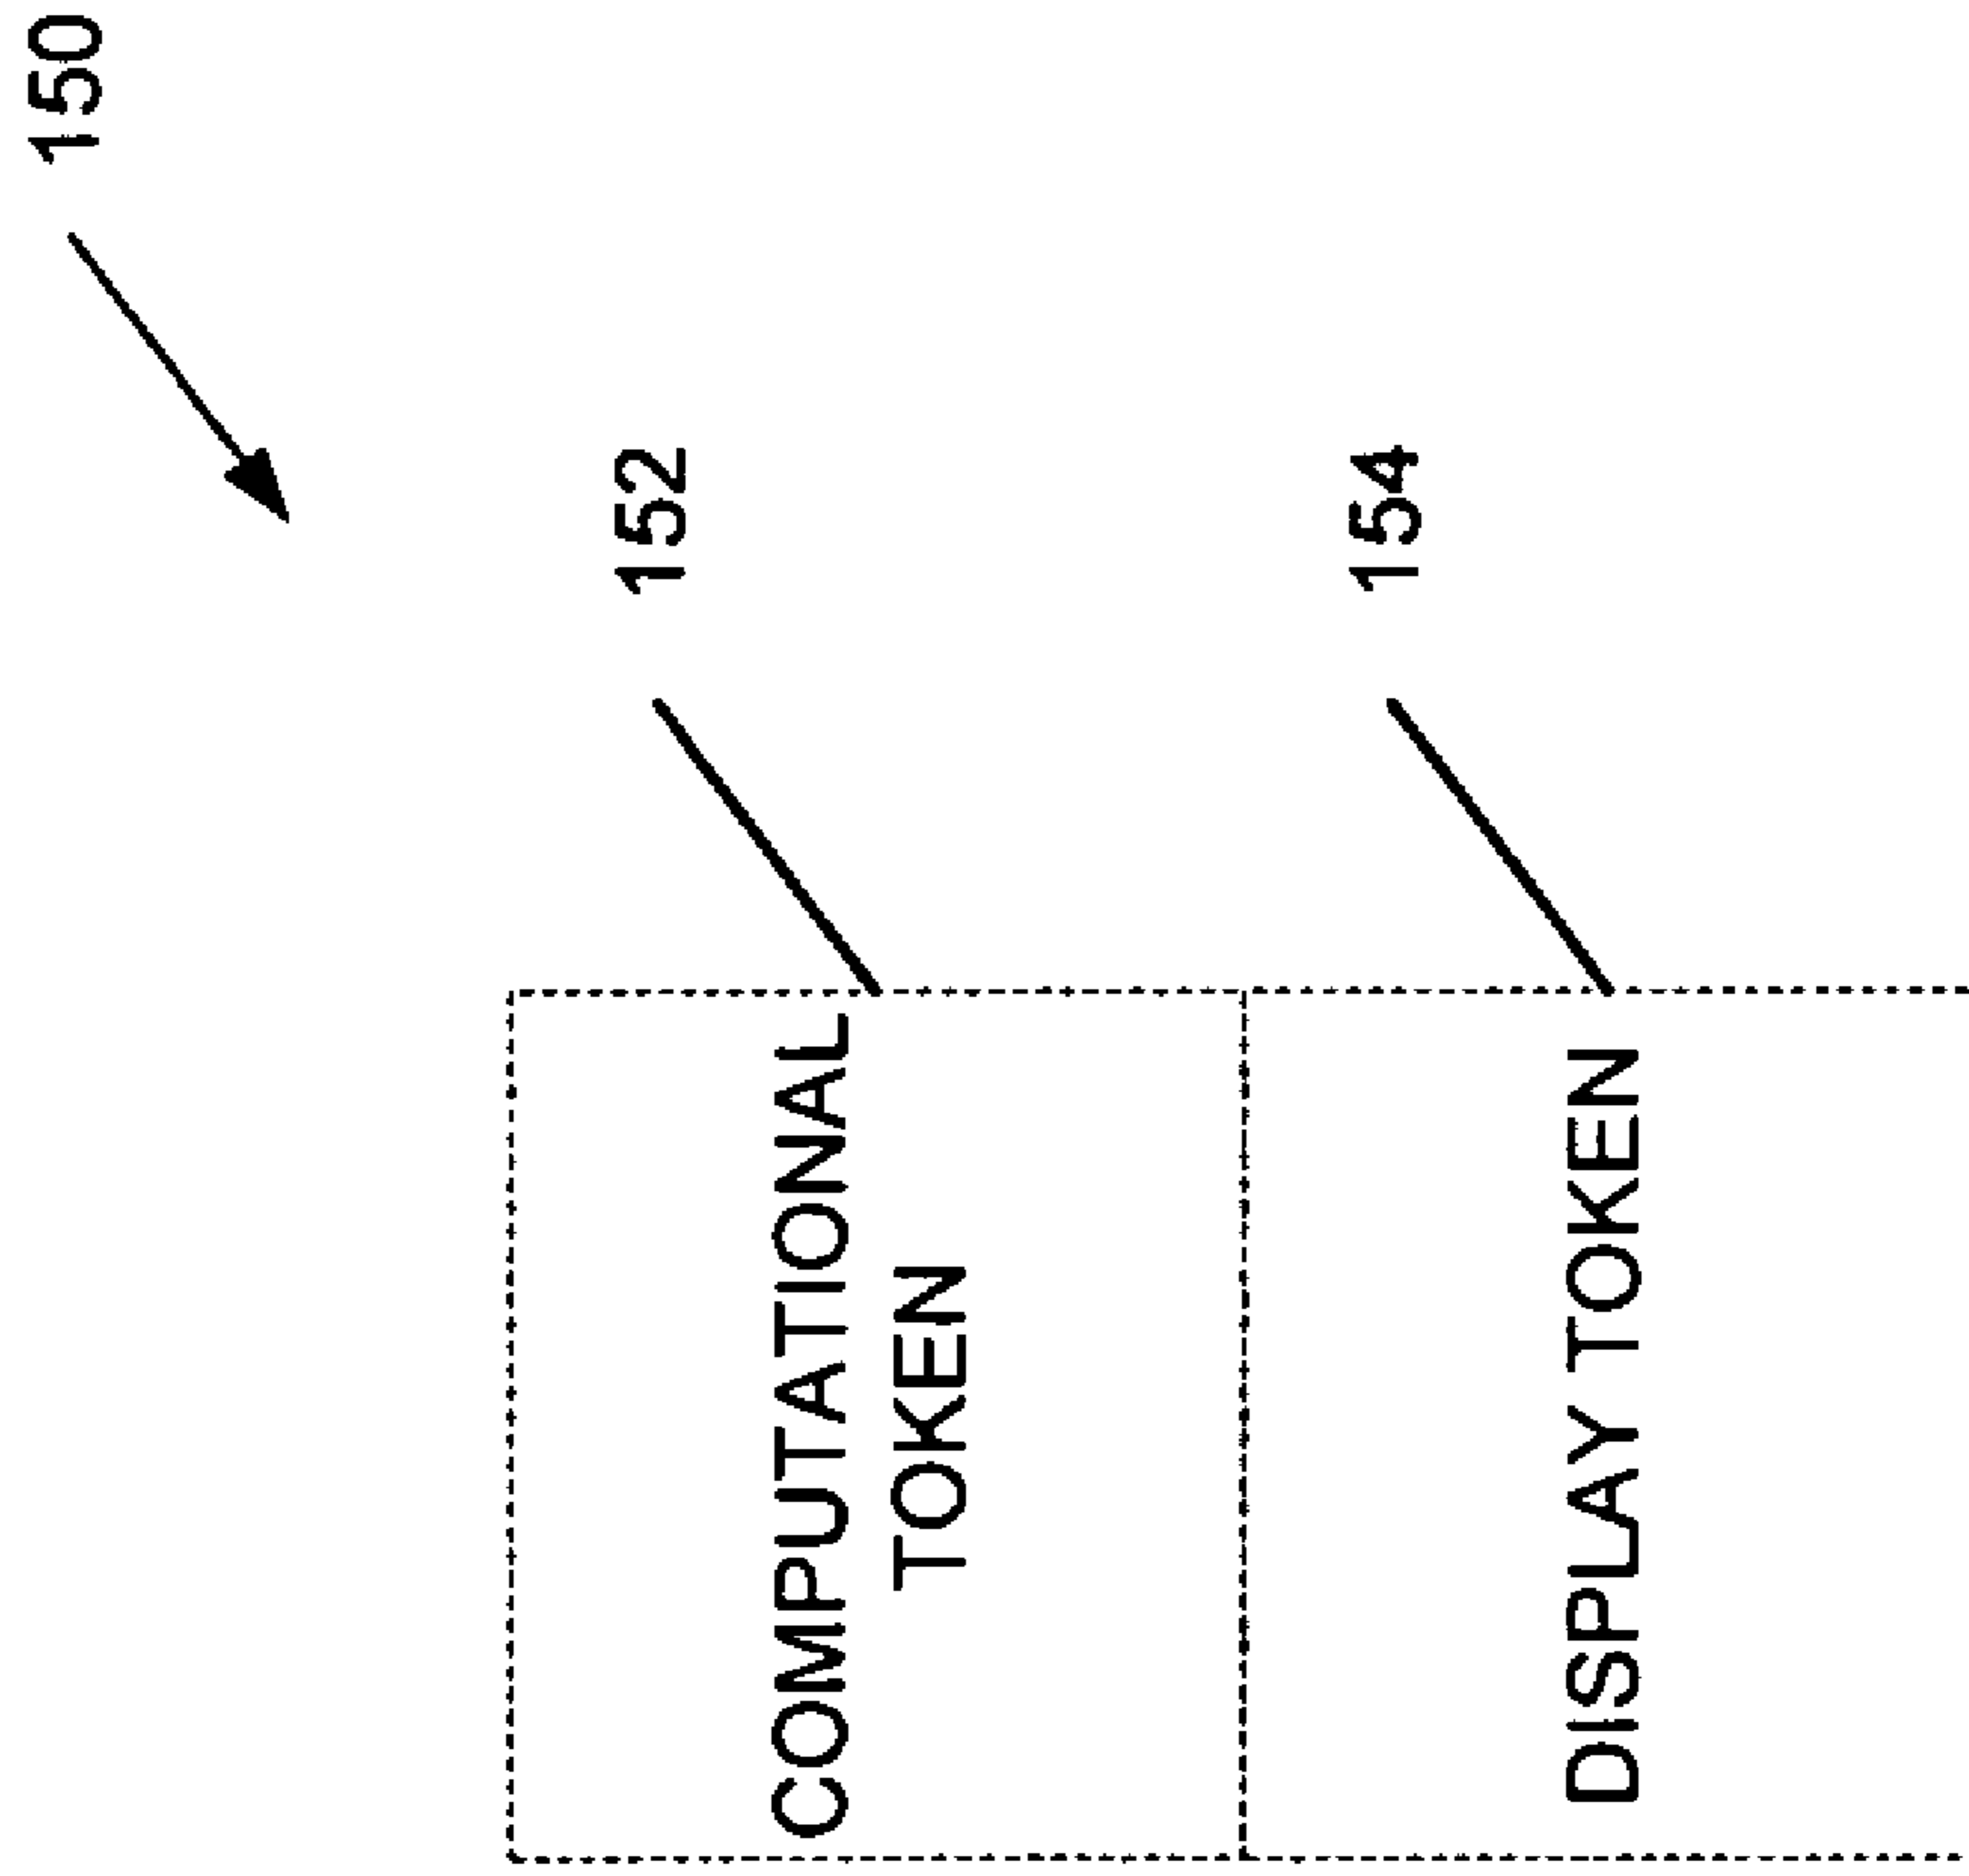 150
152
COMPUTATIONAL
TOKEN
154
DISPLAY TOKEN